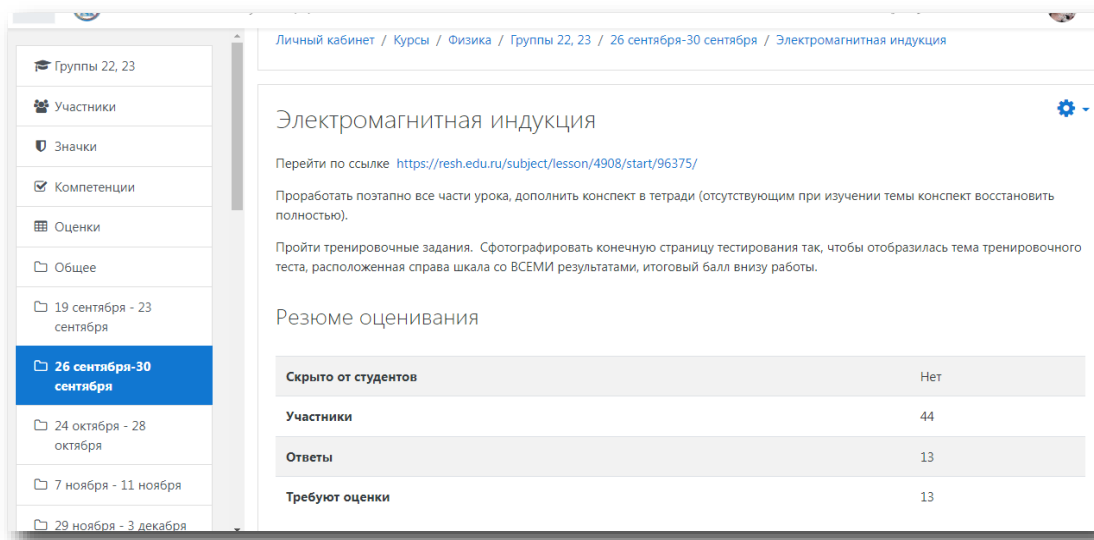 Личный кабинет / Курсы / Физика / Группы 22, 23 / 26 сентября-30 сентября / Электромагнитная индукция
Группы 22, 23
Участники
Значки
Компетенции
Оценки
Общее
19 сентября - 23
сентября
26 сентября-30
сентября
24 октября - 28
октября
7 ноября - 11 ноября
29 ноября - 3 декабря
Электромагнитная индукция
Перейти по ссылке https://resh.edu.ru/subject/lesson/4908/start/96375/
Проработать поэтапно все части урока, дополнить конспект в тетради (отсутствующим при изучении темы конспект восстановить
полностью).
Пройти тренировочные задания. Сфотографировать конечную страницу тестирования так, чтобы отобразилась тема тренировочного
теста, расположенная справа шкала со ВСЕМИ результатами, итоговый балл внизу работы.
Резюме оценивания
Скрыто от студентов Нет
Участники 44
Ответы 13
Требуют оценки 13